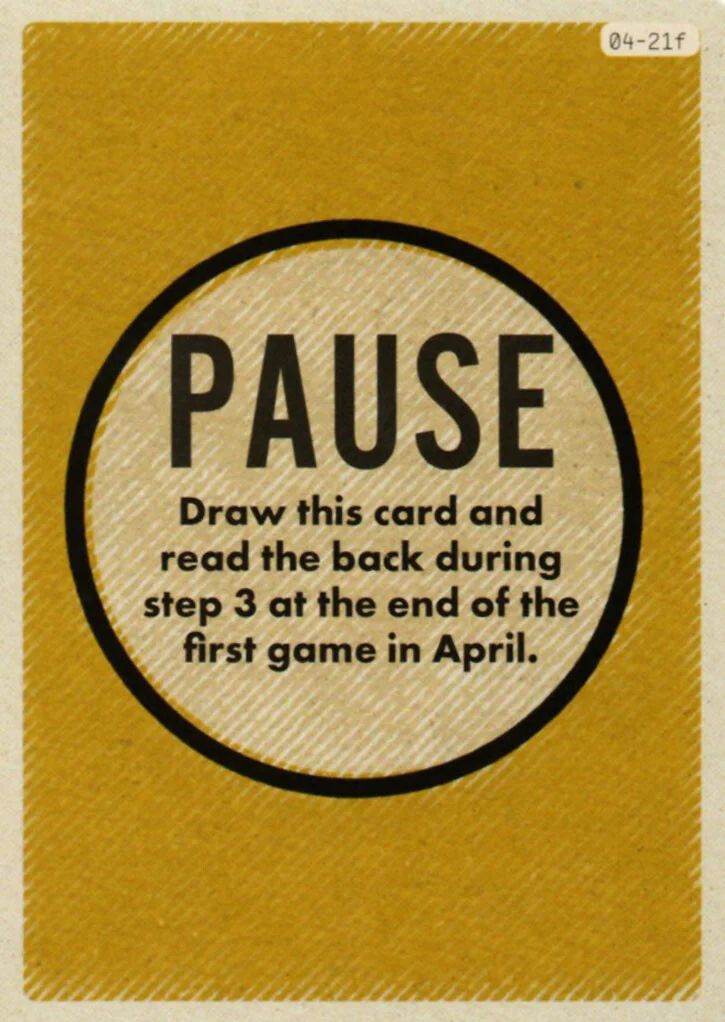 04-21f
PAUSE
Draw this card and
read the back during
step 3 at the end of the
first game in April.